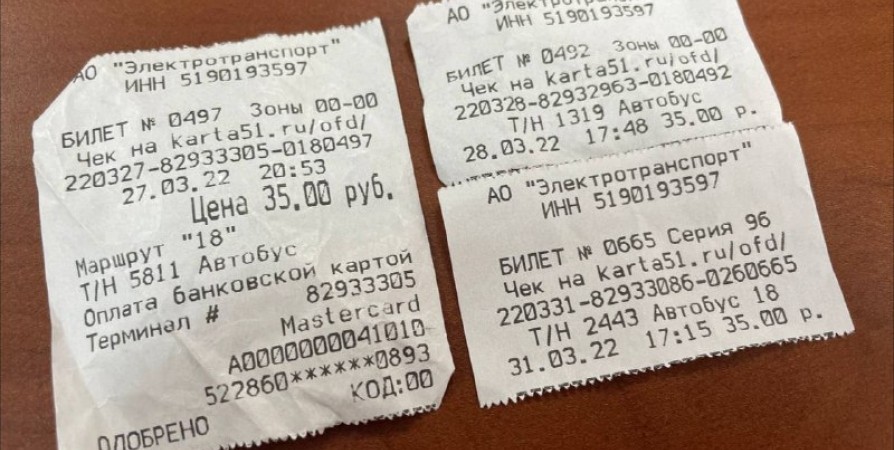 АО "Электротранспорт"
ИНН 5190193597
БИЛЕТ № 0497 Зоны 00-00
Чек на karta51.ru/ofd/
220327-82933305-0180497
27.03.22 20:53
Цена 35.00 руб.
Маршрут "18"
Т/Н 5811 Автобус
Оплата банковской картой
Терминал # 82933305
Mastercard
A0000000041010
522860******0893
КОД:00
ОДОБРЕНО
АО "Электротранспорт"
ИНН 5190193597
БИЛЕТ № 0492 Зоны 00-00
Чек на karta51.ru/ofd/
220328-82932963-0180492
Т/Н 1319 Автобус
28.03.22 17:48 35.00 р.
АО "Электротранспорт"
ИНН 5190193597
БИЛЕТ № 0665 Серия 96
Чек на karta51.ru/ofd/
220331-82933086-0260665
Т/Н 2443 Автобус 18
31.03.22 17:15 35.00 р.